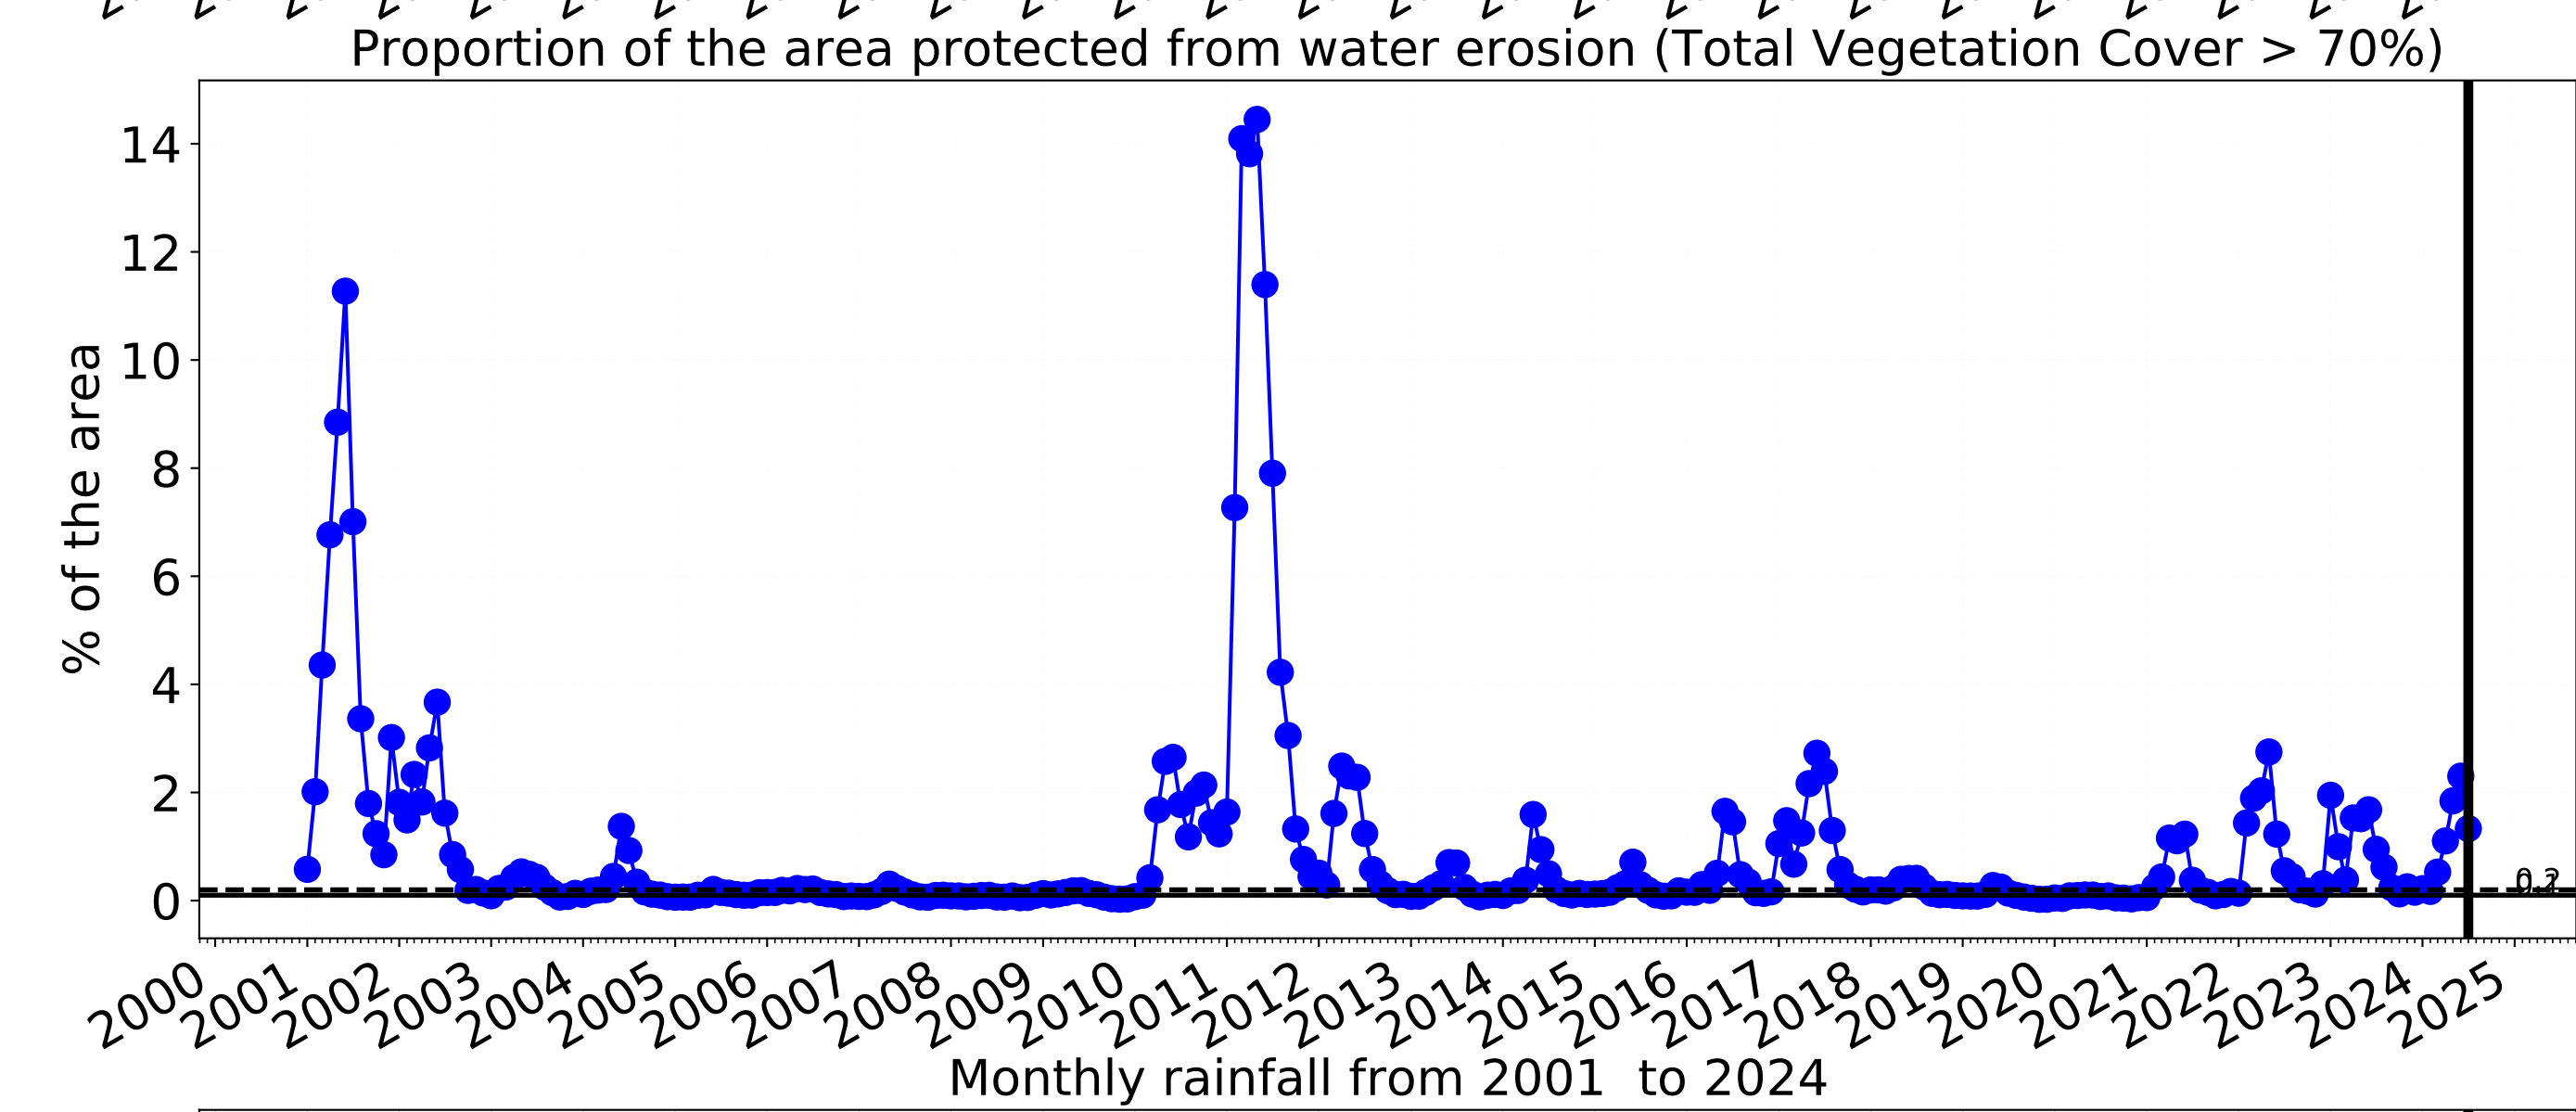 Proportion of the area protected from water erosion (Total Vegetation Cover > 70%)
% of the area
14
12
10
8
6
4
2
0
0.2
2000 2001 2002 2003 2004 2005 2006 2007 2008 2009 2010 2011 2012 2013 2014 2015 2016 2017 2018 2019 2020 2021 2022 2023 2024 2025
Monthly rainfall from 2001 to 2024